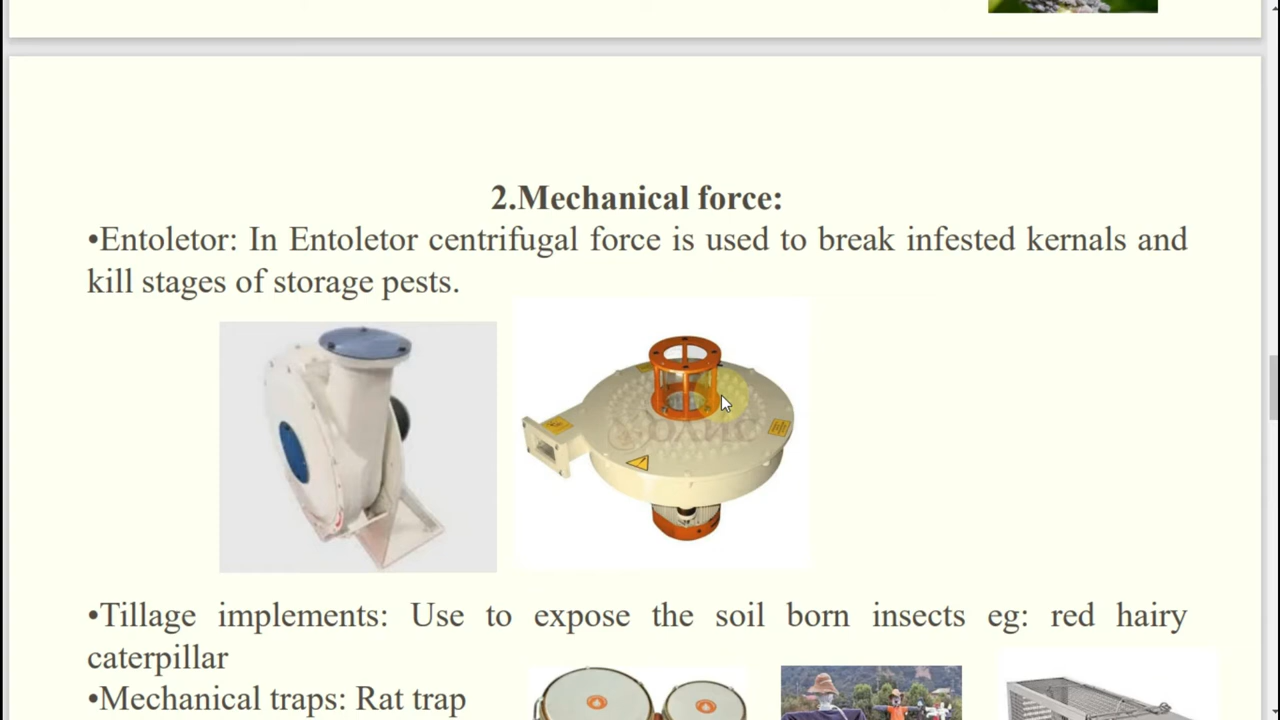 2.Mechanical force:
•Entoletor: In Entoletor centrifugal force is used to break infested kernals and
kill stages of storage pests.
ОЛИС
•Tillage implements: Use to expose the soil born insects eg: red hairy
caterpillar
•Mechanical traps: Rat trap